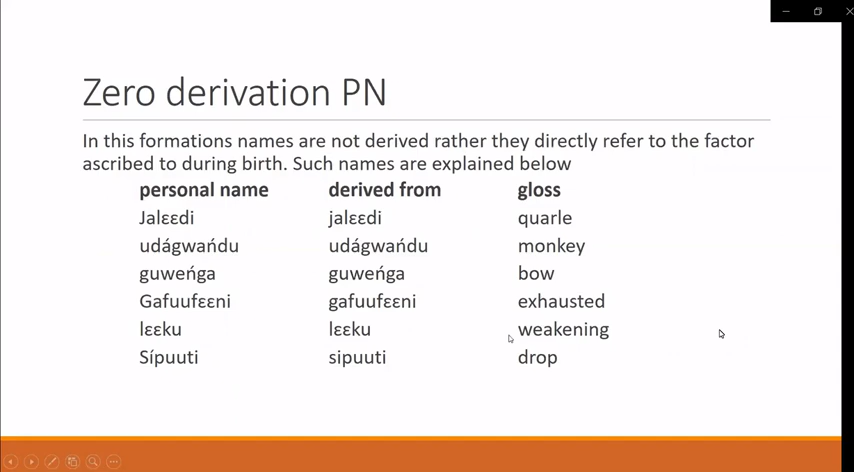 Zero derivation PN
In this formations names are not derived rather they directly refer to the factor
ascribed to during birth. Such names are explained below
personal name derived from gloss
Jalɛɛdi jalɛɛdi quarle
udágwańdu udágwańdu monkey
guweńga guweńga bow
Gafuufɛɛni gafuufɛɛni exhausted
lɛɛku lɛɛku weakening
Sípuuti sipuuti drop